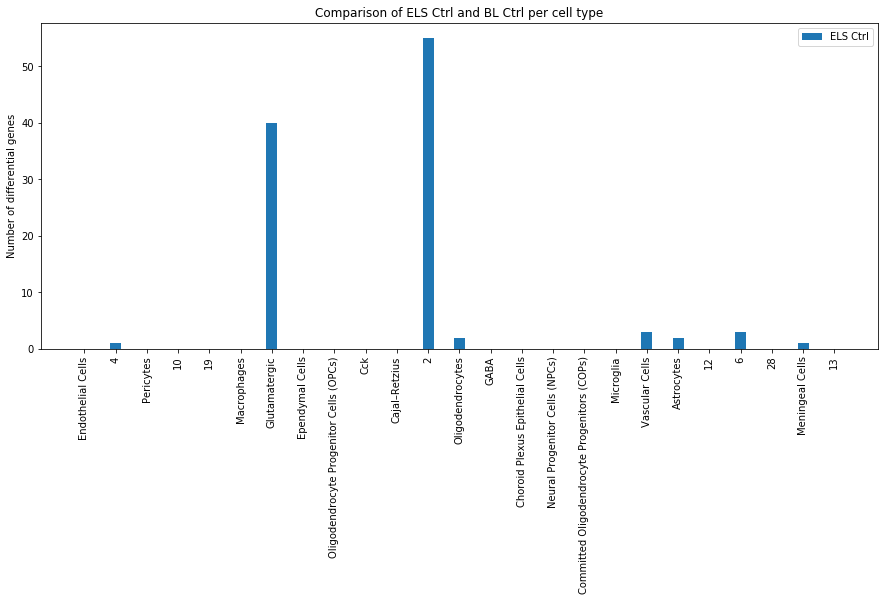 Comparison of ELS Ctrl and BL Ctrl per cell type
ELS Ctrl
Number of differential genes
50
40
30
20
10
0
Endothelial Cells
4
Pericytes
10
19
Macrophages
Glutamatergic
Ependymal Cells
Oligodendrocyte Progenitor Cells (OPCs)
Cck
Cajal–Retzius
2
Oligodendrocytes
GABA
Choroid Plexus Epithelial Cells
Neural Progenitor Cells (NPCs)
Committed Oligodendrocyte Progenitors (COPs)
Microglia
Vascular Cells
Astrocytes
12
6
28
Meningeal Cells
13